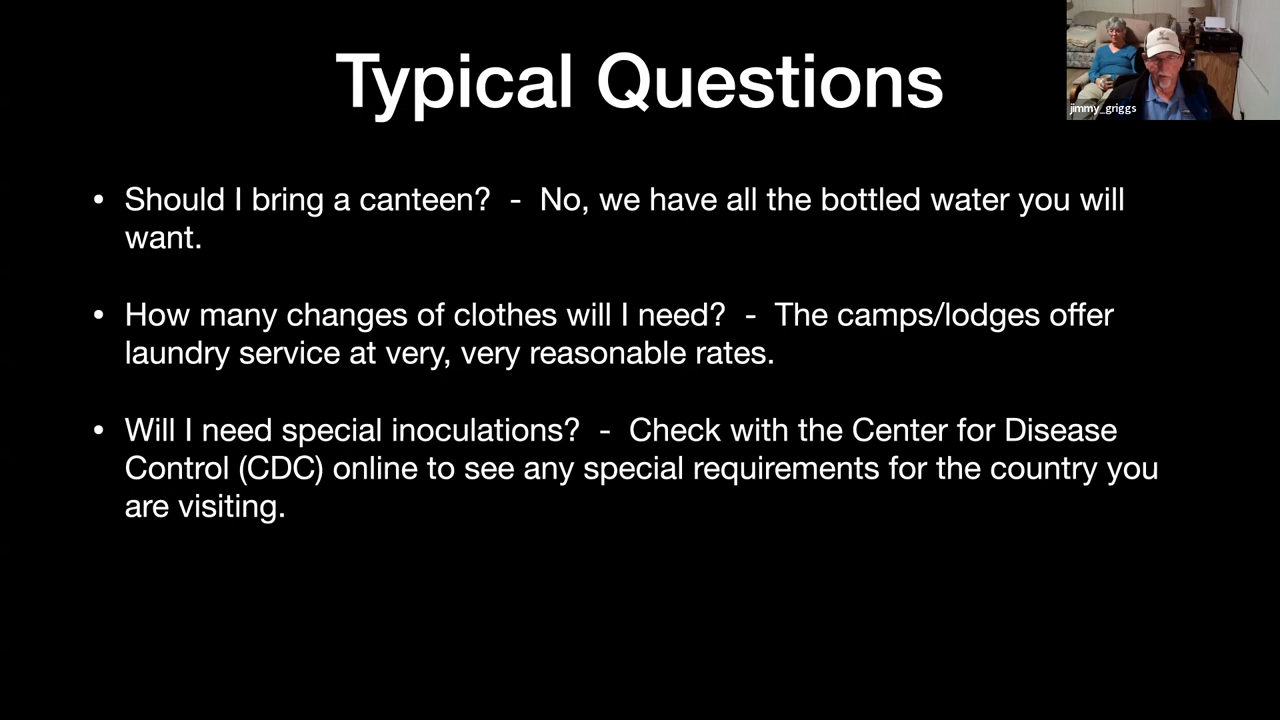 Typical Questions
jimmy_griggs
• Should I bring a canteen? - No, we have all the bottled water you will
want.
• How many changes of clothes will I need? - The camps/lodges offer
laundry service at very, very reasonable rates.
• Will I need special inoculations? - Check with the Center for Disease
Control (CDC) online to see any special requirements for the country you
are visiting.